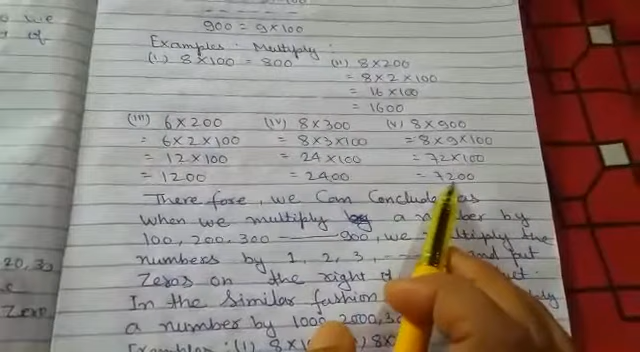 900 = 9×100
Examples: Multiply:
(i) 8×100 = 800 (ii) 8×200
= 8×2×100
= 16×100
= 1600
(iii) 6×200 (iv) 8×300 (v) 8×900
= 6×2×100 = 8×3×100 = 8×9×100
= 12×100 = 24×100 = 72×100
= 1200 = 2400 = 7200
There fore, we Can Conclude as
when we multiply a number by
100, 200, 300 ——— 900, we multiply the
numbers by 1, 2, 3, and put
Zeros on the right
In the Similar fashion
a number by 1000, 2000,
Examples: (i)
20, 30
Zero